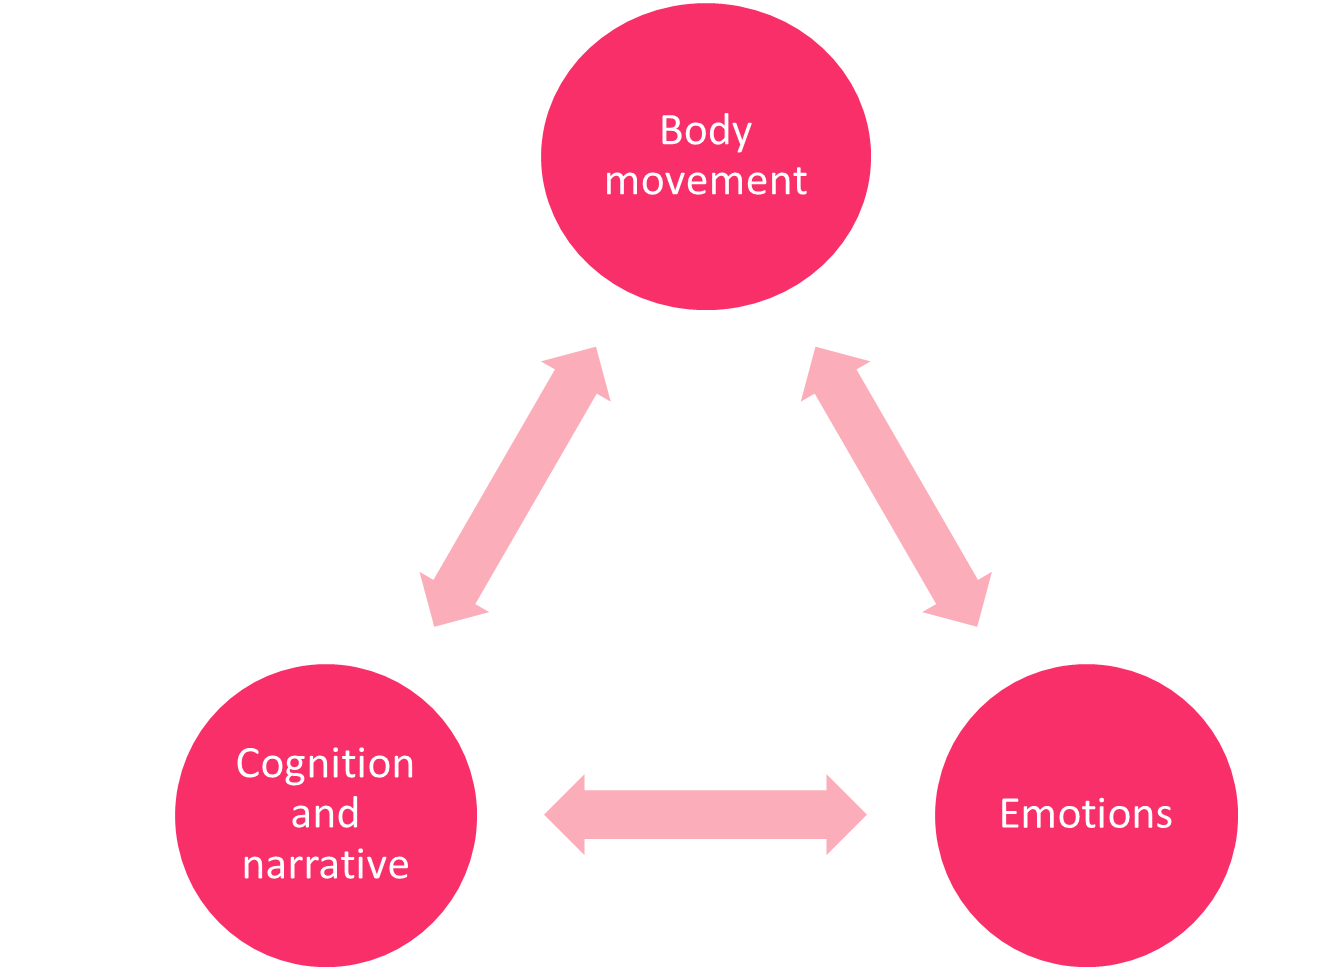 Body
movement
Cognition
and
narrative
Emotions